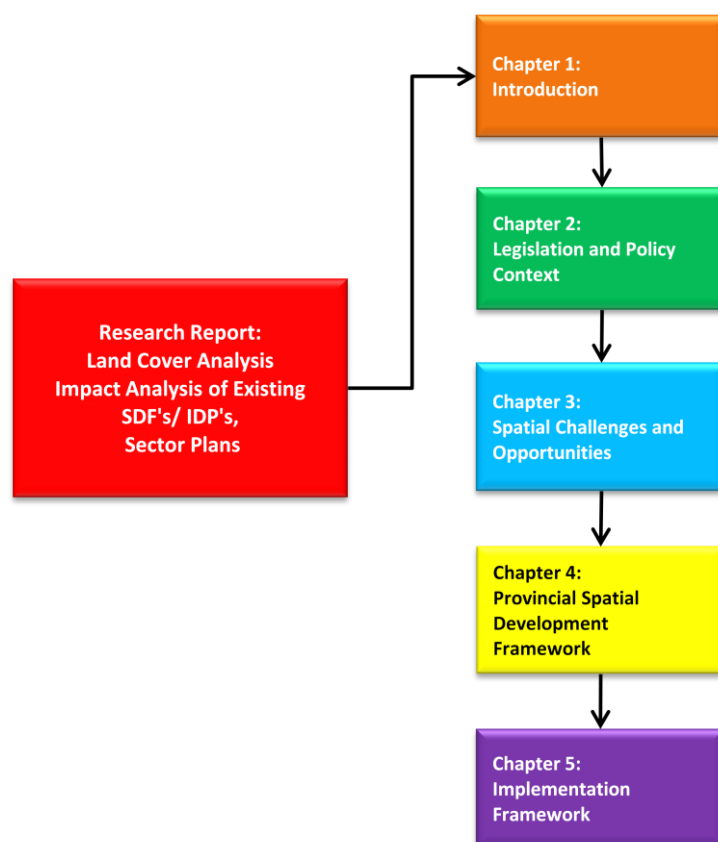 Chapter 1:
Introduction
Chapter 2:
Legislation and Policy
Context
Research Report:
Land Cover Analysis
Impact Analysis of Existing
SDF's/ IDP's,
Sector Plans
Chapter 3:
Spatial Challenges and
Opportunities
Chapter 4:
Provincial Spatial
Development
Framework
Chapter 5:
Implementation
Framework